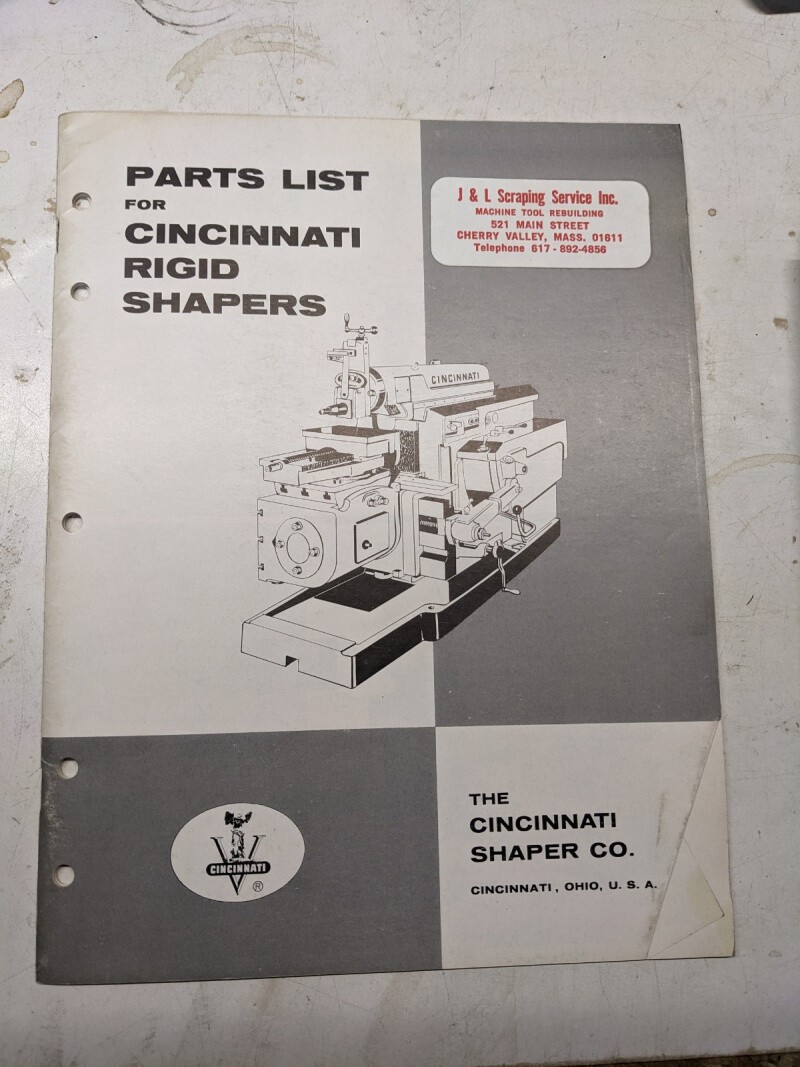 PARTS LIST
FOR
CINCINNATI
RIGID
SHAPERS
J & L Scraping Service Inc.
MACHINE TOOL REBUILDING
521 MAIN STREET
CHERRY VALLEY, MASS. 01611
Telephone 617-892-4856
CINCINNATI
CINCINNATI
®
THE
CINCINNATI
SHAPER CO.
CINCINNATI, OHIO, U. S. A.